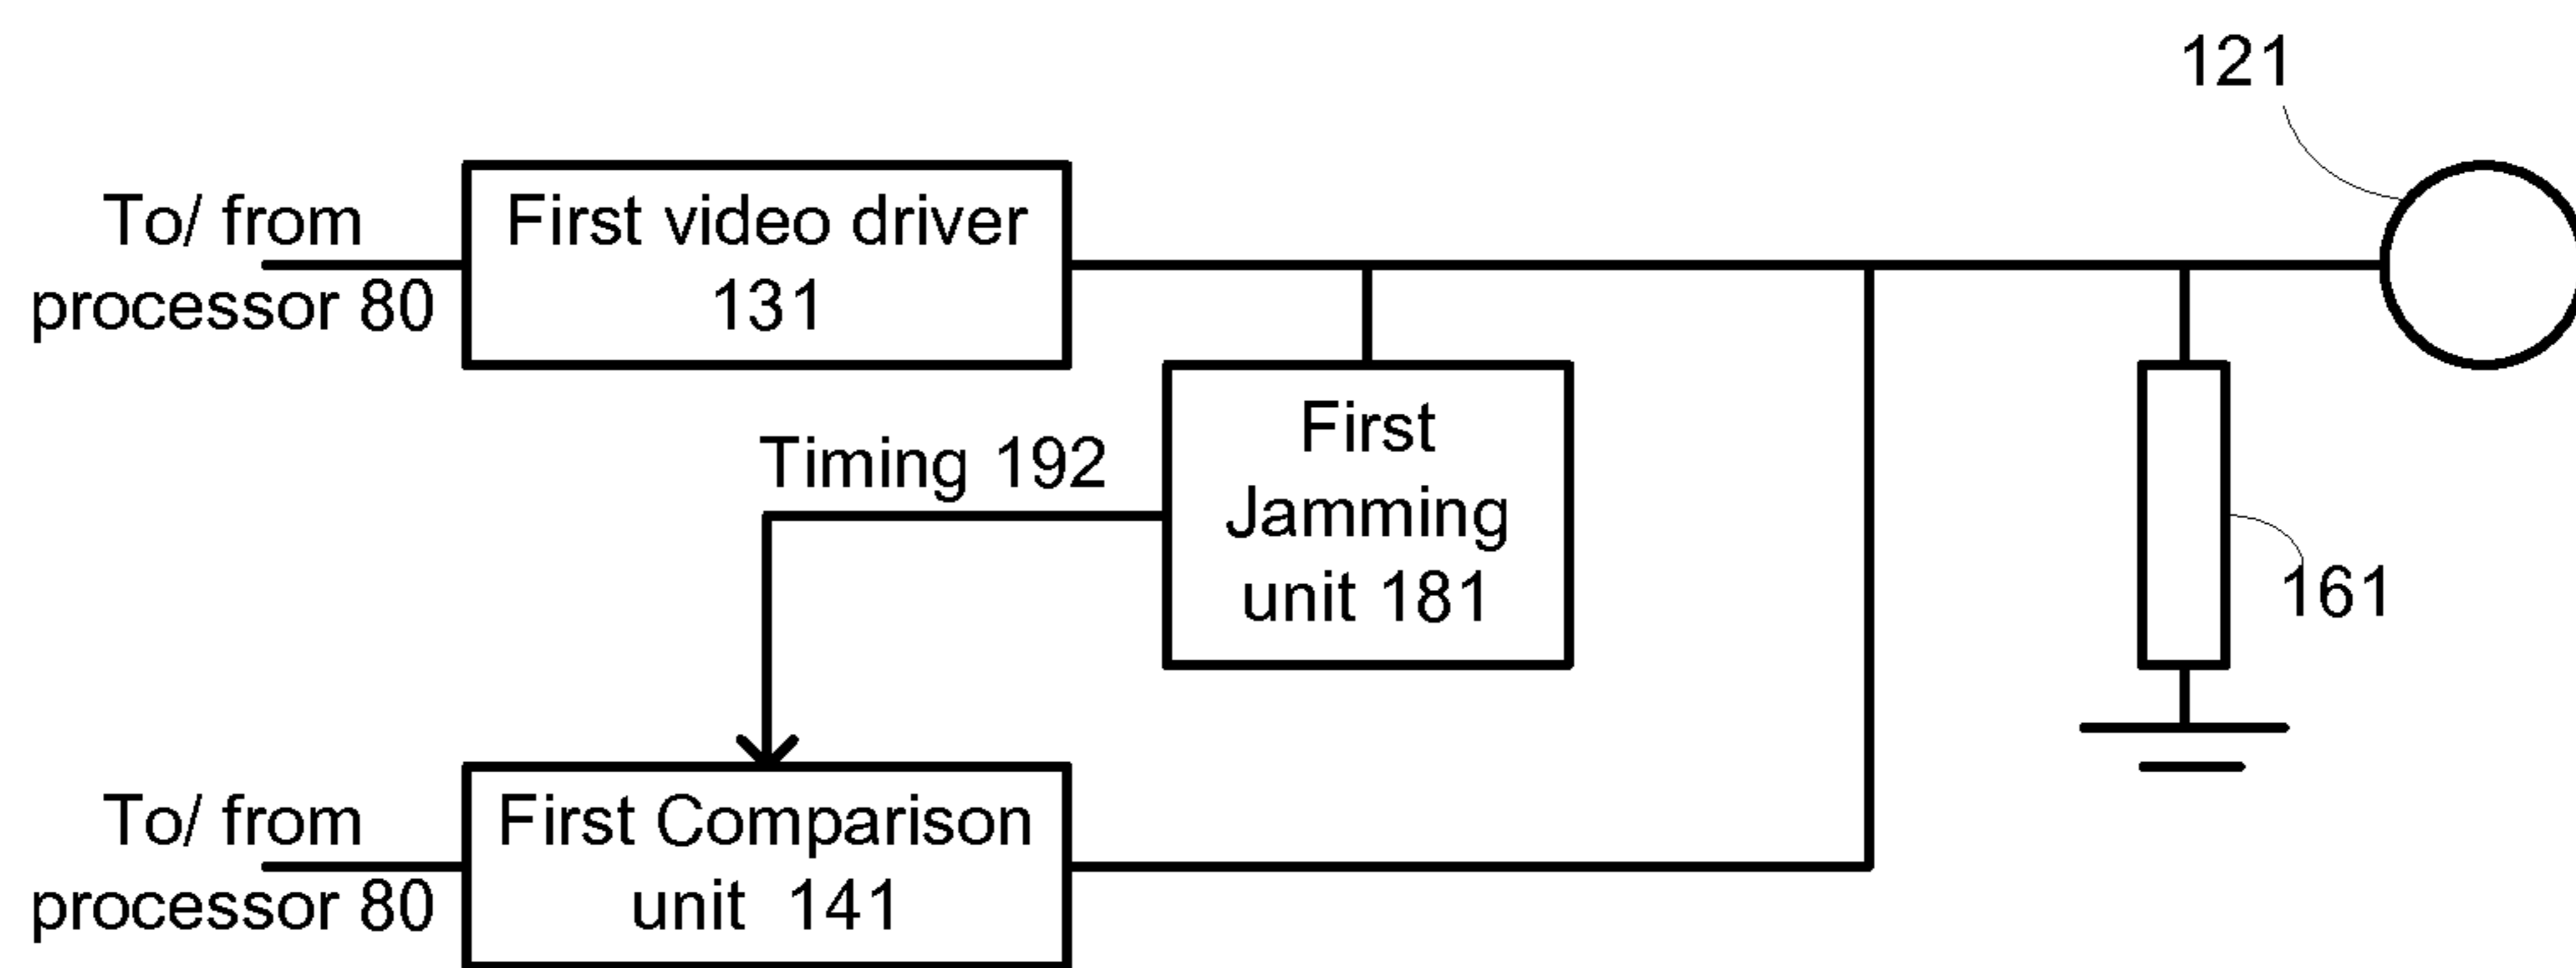 121
To/ from
processor 80
First video driver
131
Timing 192
First
Jamming
unit 181
161
To/ from
processor 80
First Comparison
unit 141